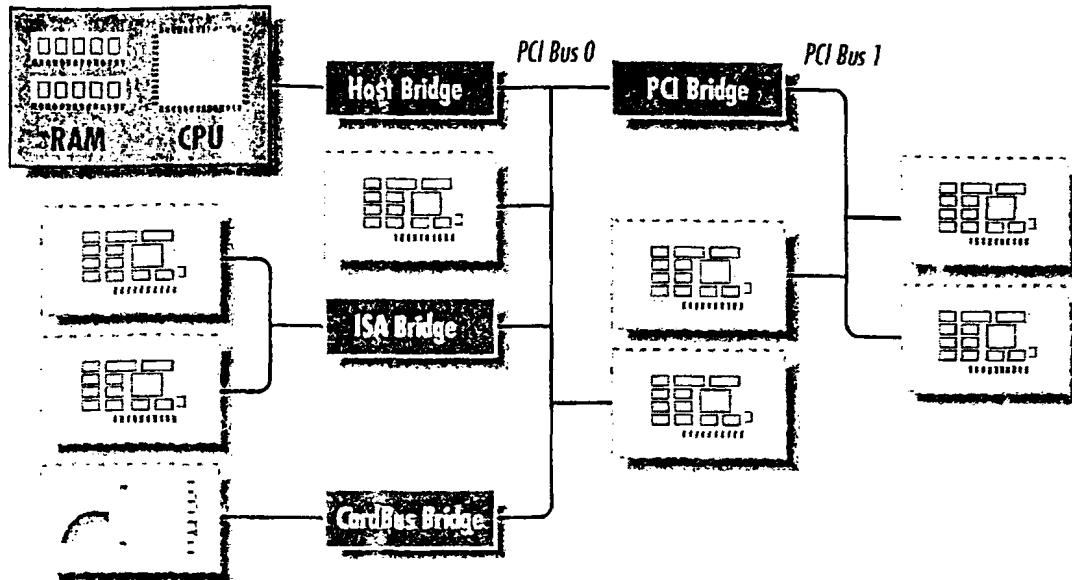 PCI Bus 0
PCI Bus 1
Host Bridge
PCI Bridge
RAM
CPU
ISA Bridge
CardBus Bridge